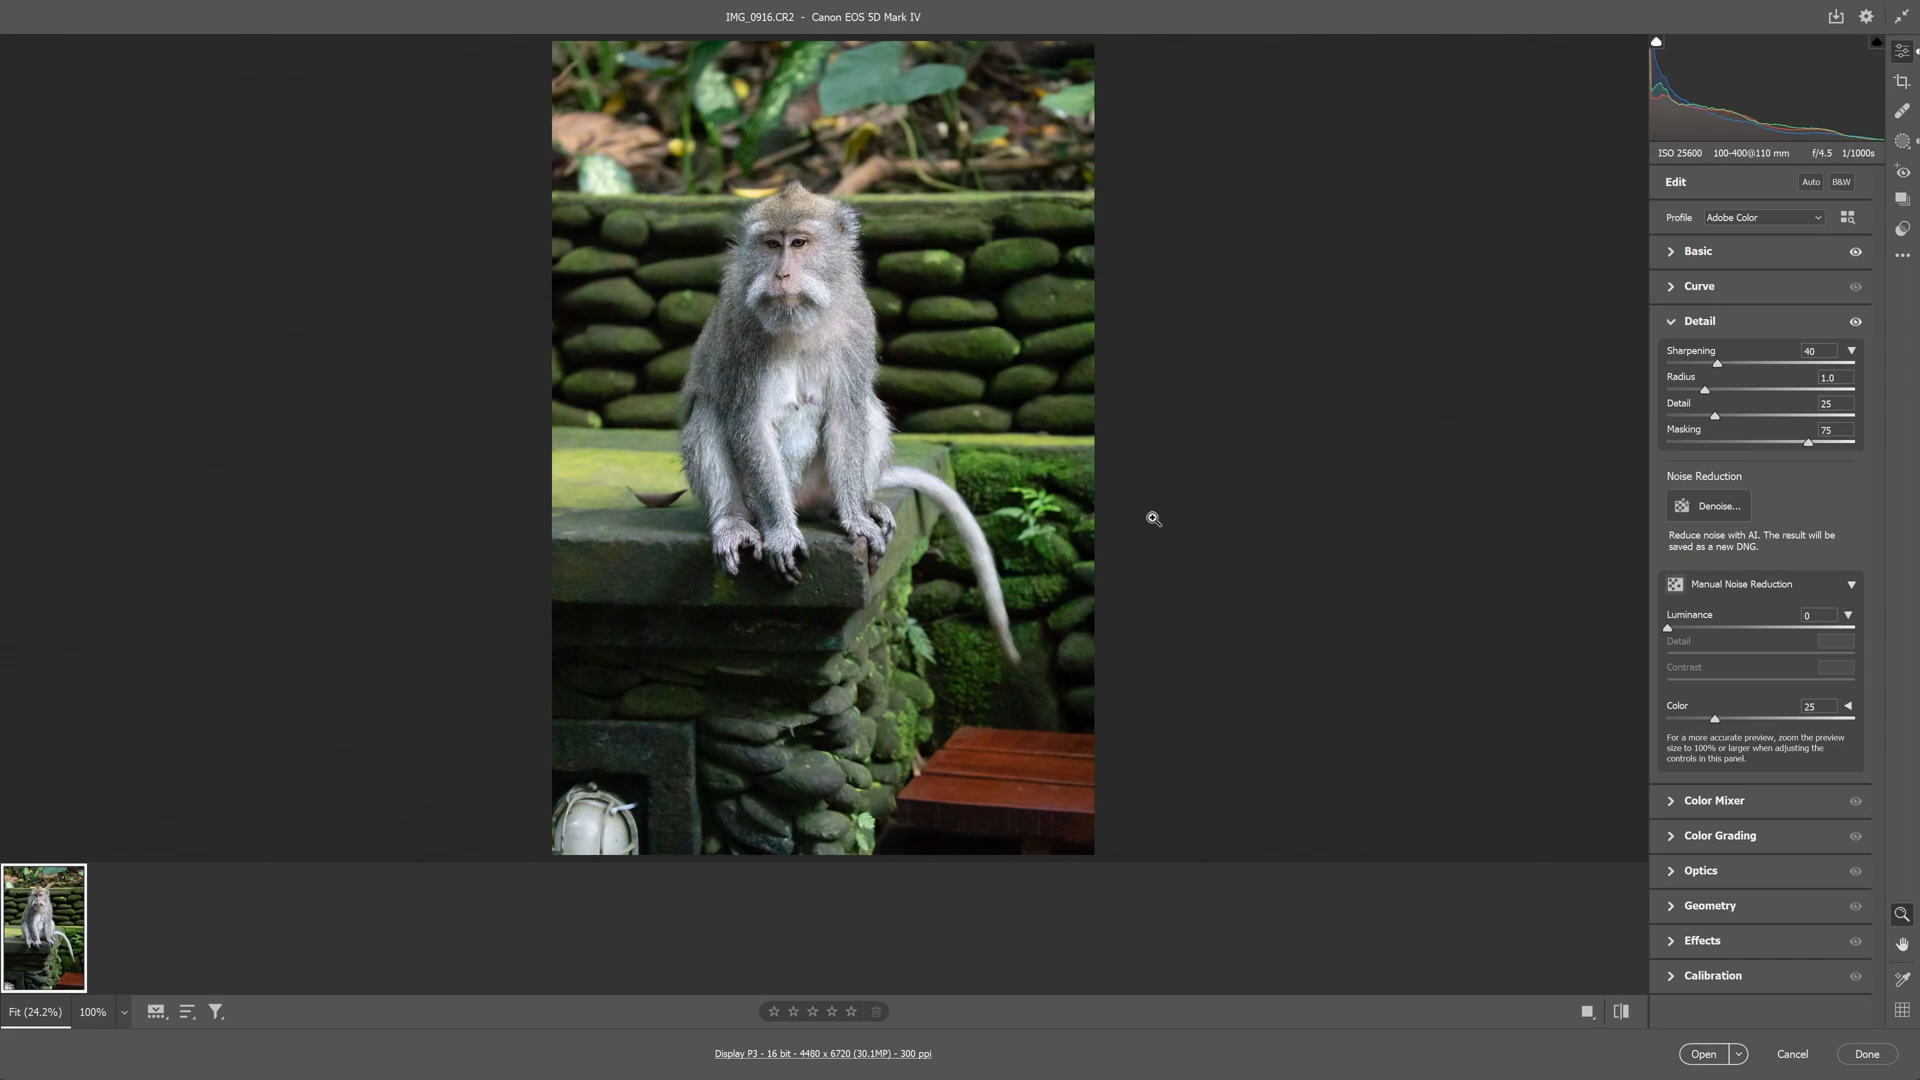 IMG_0916.CR2 - Canon EOS 5D Mark IV
ISO 25600 100-400@110 mm f/4.5 1/1000s
Edit Auto B&W
Profile Adobe Color
Basic
Curve
Detail
Sharpening 40
Radius 1.0
Detail 25
Masking 75
Noise Reduction
Denoise...
Reduce noise with AI. The result will be
saved as a new DNG.
Manual Noise Reduction
Luminance 0
Detail
Contrast
Color 25
For a more accurate preview, zoom the preview
size to 100% or larger when adjusting the
controls in this panel.
Color Mixer
Color Grading
Optics
Geometry
Effects
Calibration
Fit (24.2%) 100%
Display P3 - 16 bit - 4480 x 6720 (30.1MP) - 300 ppi
Open Cancel Done